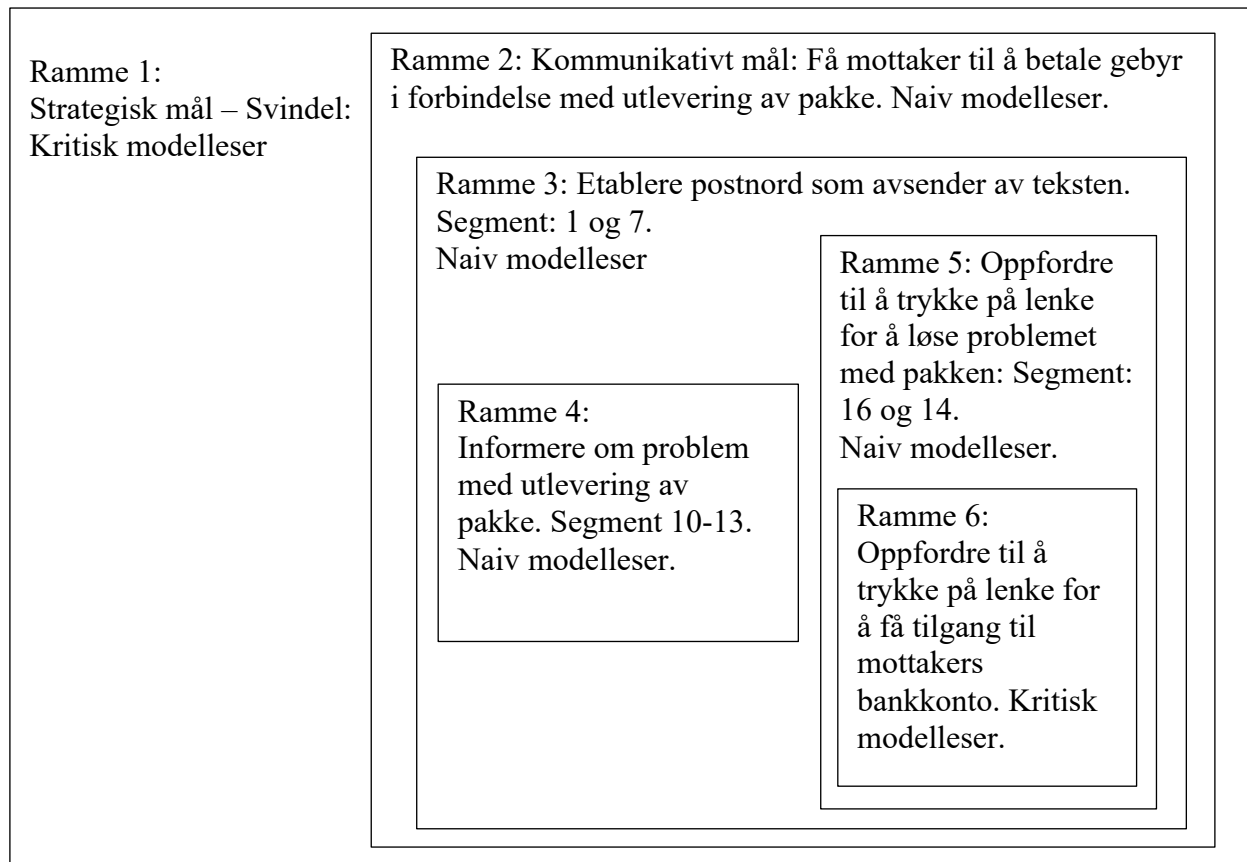 Ramme 1:
Strategisk mål – Svindel:
Kritisk modelleser
Ramme 2: Kommunikativt mål: Få mottaker til å betale gebyr
i forbindelse med utlevering av pakke. Naiv modelleser.
Ramme 3: Etablere postnord som avsender av teksten.
Segment: 1 og 7.
Naiv modelleser
Ramme 4:
Informere om problem
med utlevering av
pakke. Segment 10-13.
Naiv modelleser.
Ramme 5: Oppfordre
til å trykke på lenke
for å løse problemet
med pakken: Segment:
16 og 14.
Naiv modelleser.
Ramme 6:
Oppfordre til å
trykke på lenke for
å få tilgang til
mottakers
bankkonto. Kritisk
modelleser.